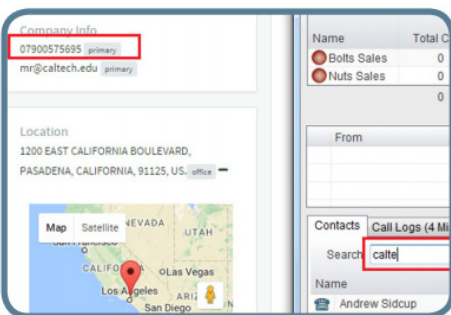 Company Info
07900575695 primary
mr@caltech.edu primary
Location
1200 EAST CALIFORNIA BOULEVARD,
PASADENA, CALIFORNIA, 91125, US. office
Map Satellite
NEVADA
UTAH
CALIFO
Las Vegas
Los Angeles
ARIZ
San Diego
Name Total C
Bolts Sales 0
Nuts Sales 0
0
From
Contacts Call Logs (4 Mi
Search calte
Name
Andrew Sidcup